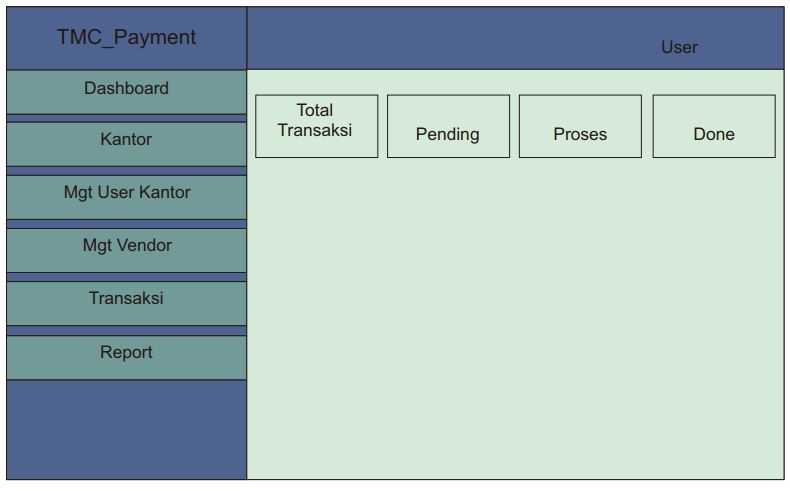 TMC_Payment
User
Dashboard
Kantor
Mgt User Kantor
Mgt Vendor
Transaksi
Report
Total
Transaksi
Pending
Proses
Done